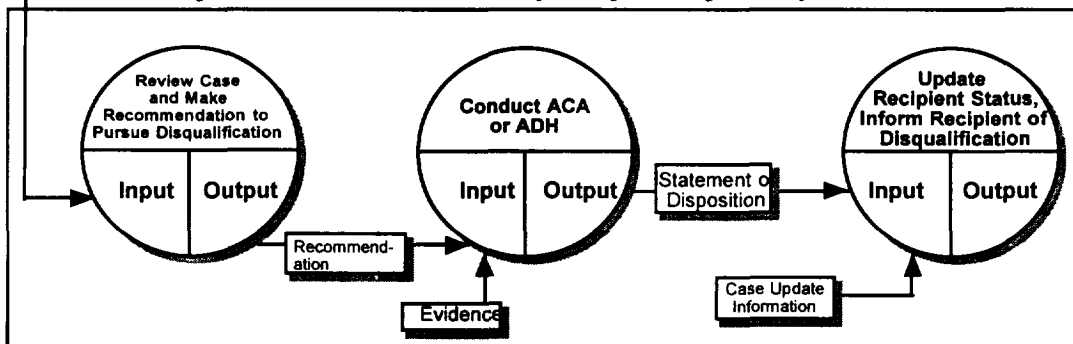 Review Case
and Make
Recommendation to
Pursue Disqualification
Input
Output
Recommend-
ation
Conduct ACA
or ADH
Input
Output
Evidence
Statement o
Disposition
Update
Recipient Status,
Inform Recipient of
Disqualification
Input
Output
Case Update
Information